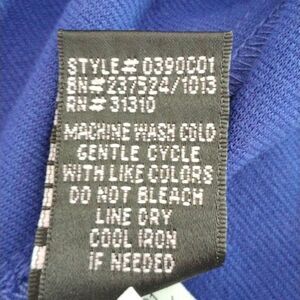 STYLE# 0390C01
BN# 237524/1013
RN# 31310
MACHINE WASH COLD
GENTLE CYCLE
WITH LIKE COLORS
DO NOT BLEACH
LINE DRY
COOL IRON
IF NEEDED